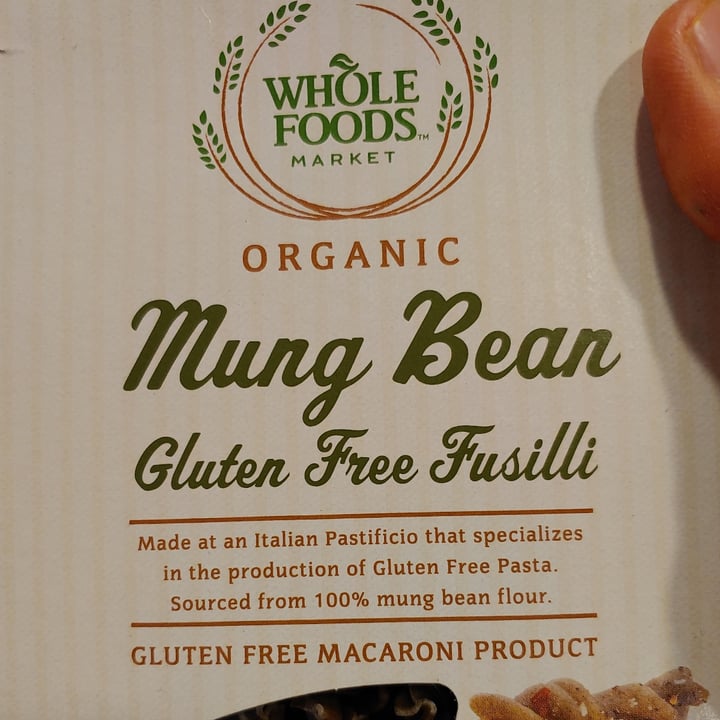 WHOLE
FOODS™
MARKET
ORGANIC
Mung Bean
Gluten Free Fusilli
Made at an Italian Pastificio that specializes
in the production of Gluten Free Pasta.
Sourced from 100% mung bean flour.
GLUTEN FREE MACARONI PRODUCT